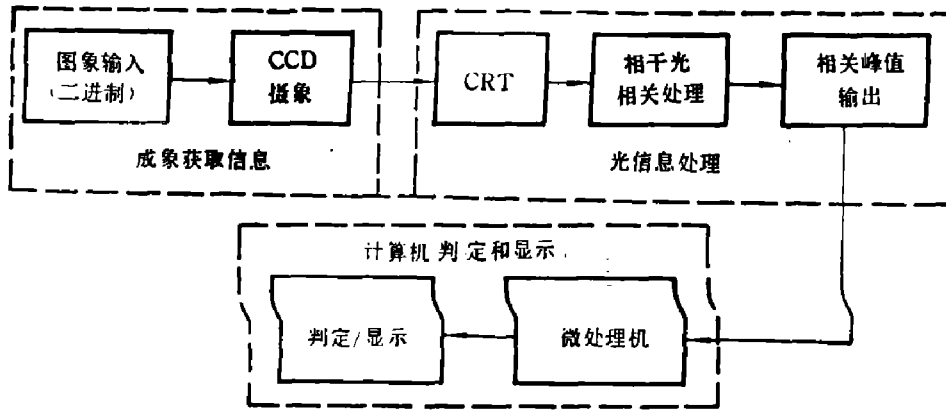 图象输入
(二进制)
CCD
摄象
CRT
相干光
相关处理
相关峰值
输出
成象获取信息
光信息处理
计算机判定和显示
判定/显示
微处理机